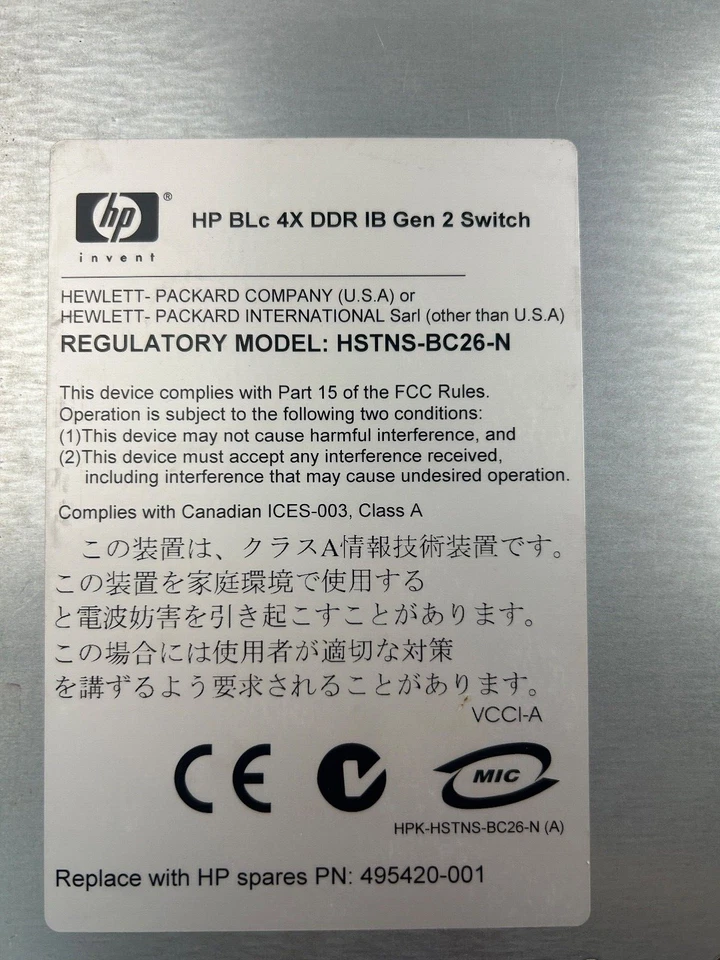 hp ®
invent
HP BLc 4X DDR IB Gen 2 Switch
HEWLETT- PACKARD COMPANY (U.S.A) or
HEWLETT- PACKARD INTERNATIONAL Sarl (other than U.S.A)
REGULATORY MODEL: HSTNS-BC26-N
This device complies with Part 15 of the FCC Rules.
Operation is subject to the following two conditions:
(1)This device may not cause harmful interference, and
(2)This device must accept any interference received,
including interference that may cause undesired operation.
Complies with Canadian ICES-003, Class A
この装置は、クラスA情報技術装置です。
この装置を家庭環境で使用する
と電波妨害を引き起こすことがあります。
この場合には使用者が適切な対策
を講ずるよう要求されることがあります。
VCCI-A
CE
MIC
HPK-HSTNS-BC26-N (A)
Replace with HP spares PN: 495420-001